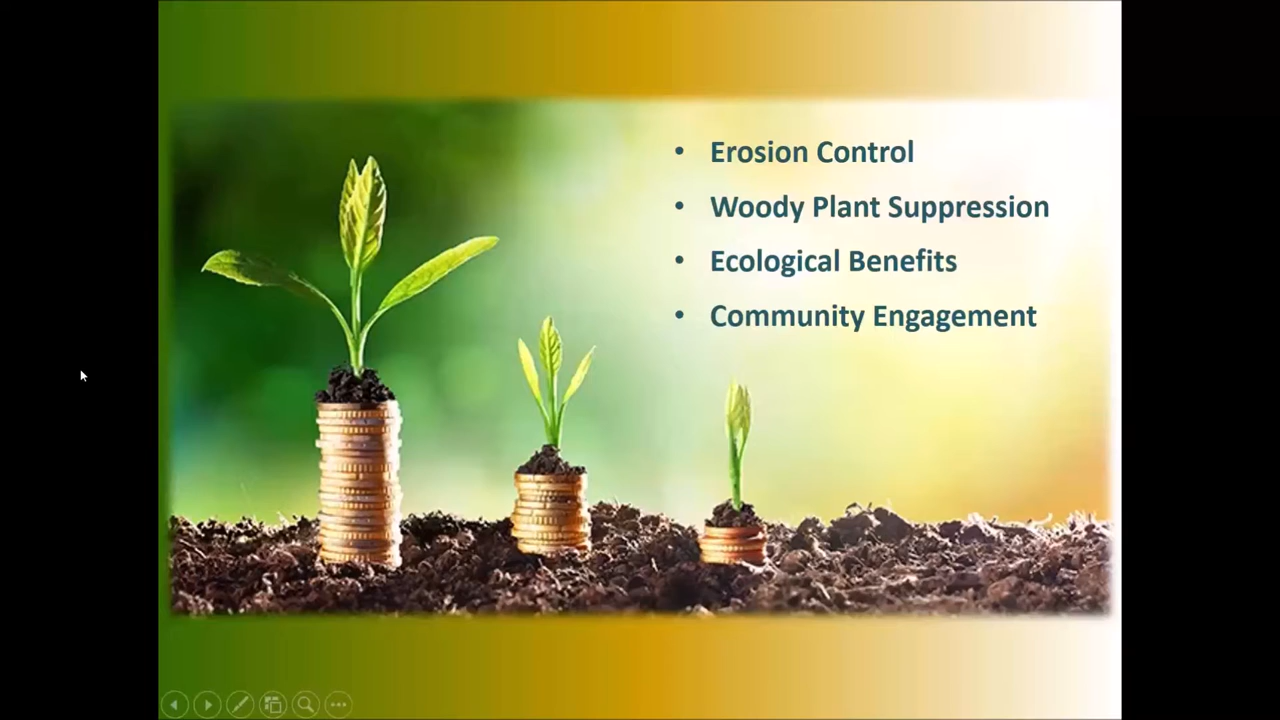 • Erosion Control
• Woody Plant Suppression
• Ecological Benefits
• Community Engagement